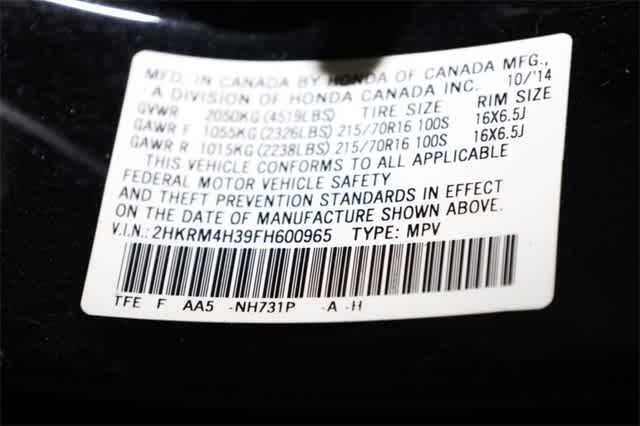 MFD. IN CANADA BY HONDA OF CANADA MFG.,
A DIVISION OF HONDA CANADA INC. 10/'14
GVWR 2050KG (4519LBS) TIRE SIZE RIM SIZE
GAWR F 1055KG (2326LBS) 215/70R16 100S 16X6.5J
GAWR R 1015KG (2238LBS) 215/70R16 100S 16X6.5J
THIS VEHICLE CONFORMS TO ALL APPLICABLE
FEDERAL MOTOR VEHICLE SAFETY
AND THEFT PREVENTION STANDARDS IN EFFECT
ON THE DATE OF MANUFACTURE SHOWN ABOVE.
V.I.N.: 2HKRM4H39FH600965 TYPE: MPV
TFE F AA5 -NH731P -A -H